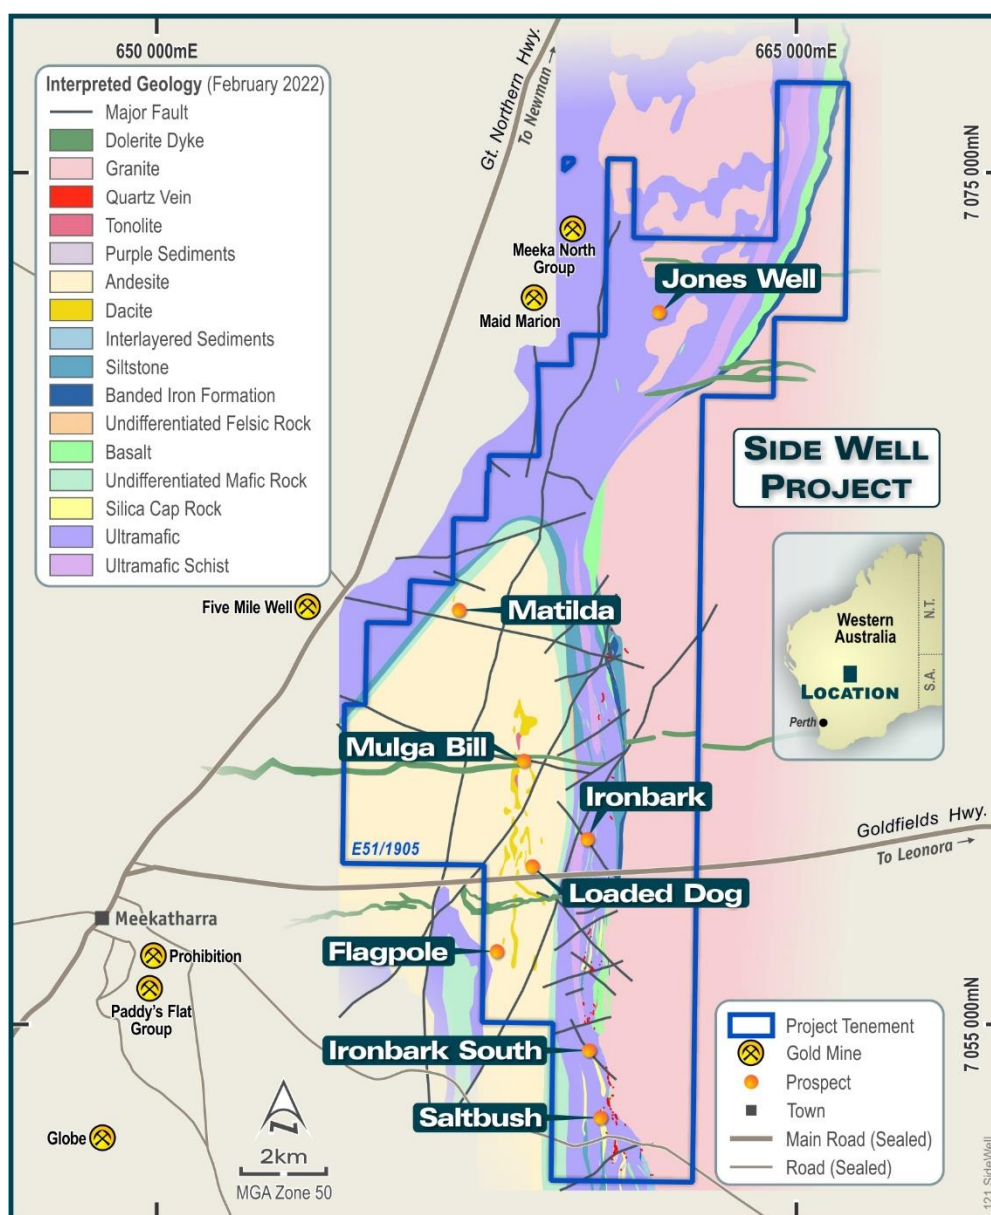 650 000mE
665 000mE
Gt. Northern Hwy.
To Newman →
7 075 000mN
Interpreted Geology (February 2022)
Major Fault
Dolerite Dyke
Granite
Quartz Vein
Tonolite
Purple Sediments
Andesite
Dacite
Interlayered Sediments
Siltstone
Banded Iron Formation
Undifferentiated Felsic Rock
Basalt
Undifferentiated Mafic Rock
Silica Cap Rock
Ultramafic
Ultramafic Schist
Meeka North
Group
Jones Well
Maid Marion
SIDE WELL
PROJECT
Western
Australia
N.T.
S.A.
LOCATION
Perth
Five Mile Well
Matilda
Mulga Bill
Ironbark
E51/1905
Goldfields Hwy.
To Leonora →
Loaded Dog
Meekatharra
Flagpole
Prohibition
Paddy's Flat
Group
Ironbark South
Saltbush
Globe
N
2km
MGA Zone 50
7 055 000mN
Project Tenement
Gold Mine
Prospect
Town
Main Road (Sealed)
Road (Sealed)
121 SideWell